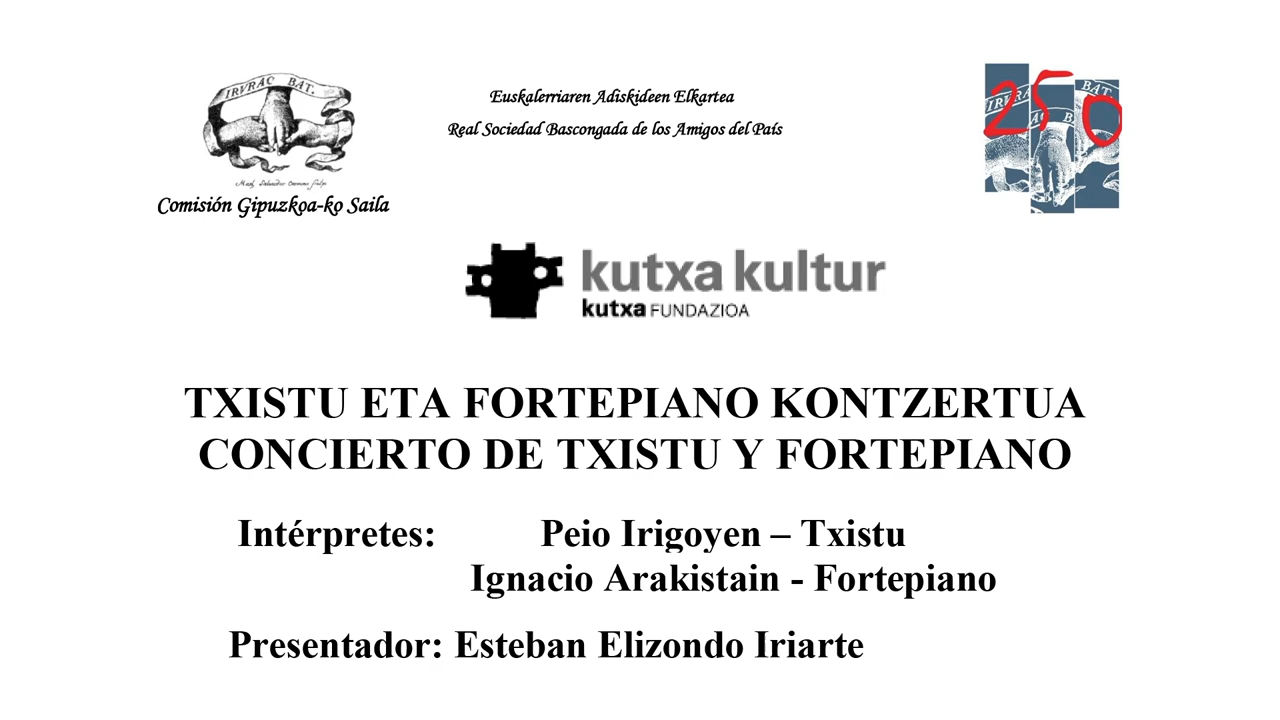 IRVRAC BAT.
Euskalerriaren Adiskideen Elkartea
Real Sociedad Bascongada de los Amigos del País
250
Comisión Gipuzkoa-ko Saila
kutxa kultur
kutxa FUNDAZIOA
TXISTU ETA FORTEPIANO KONTZERTUA
CONCIERTO DE TXISTU Y FORTEPIANO
Intérpretes: Peio Irigoyen – Txistu
Ignacio Arakistain - Fortepiano
Presentador: Esteban Elizondo Iriarte